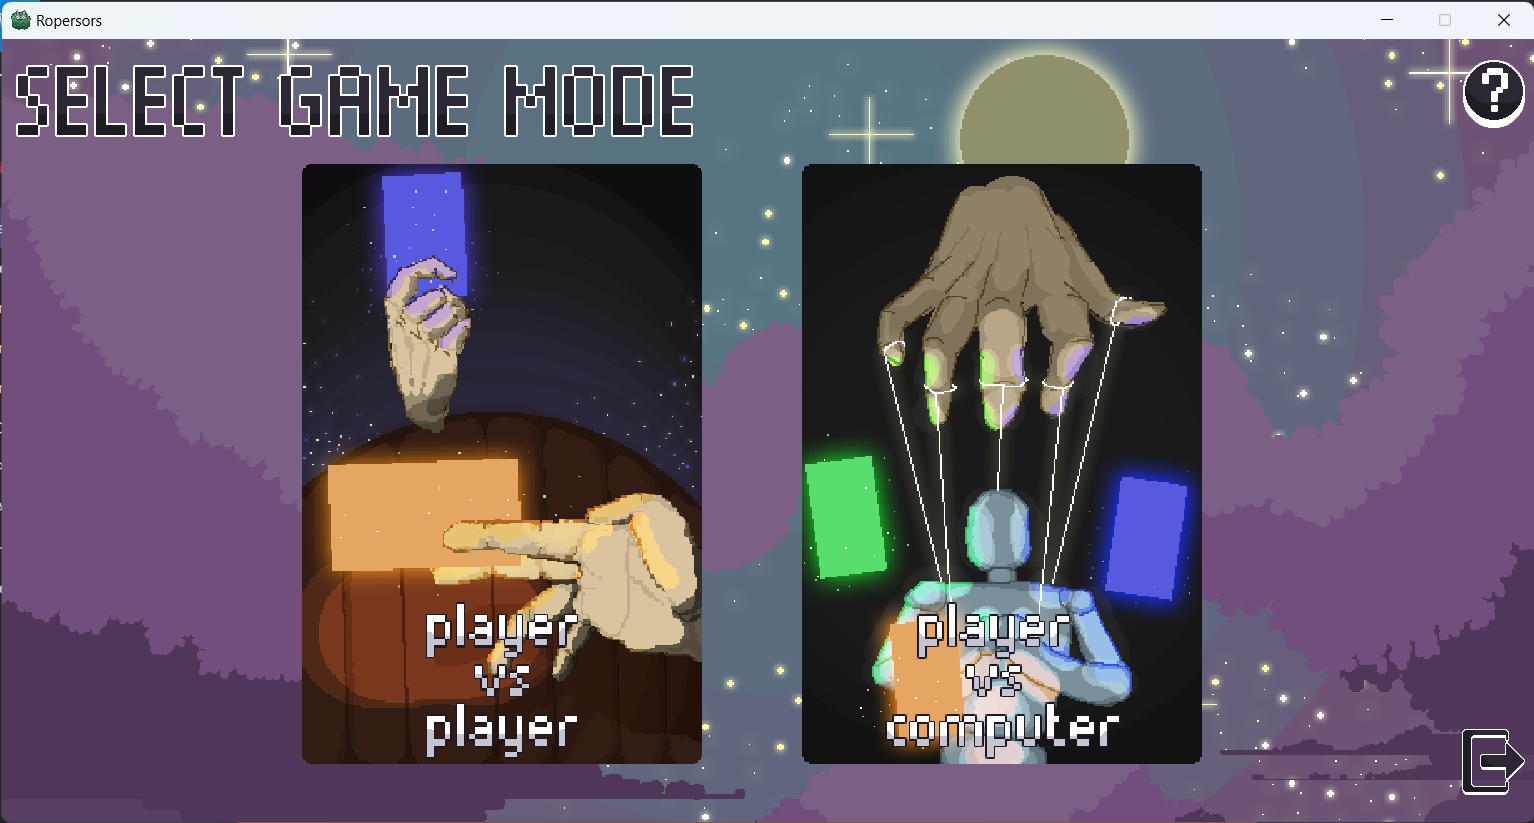 Ropersors
SELECT GAME MODE
?
player
vs
player
player
vs
computer